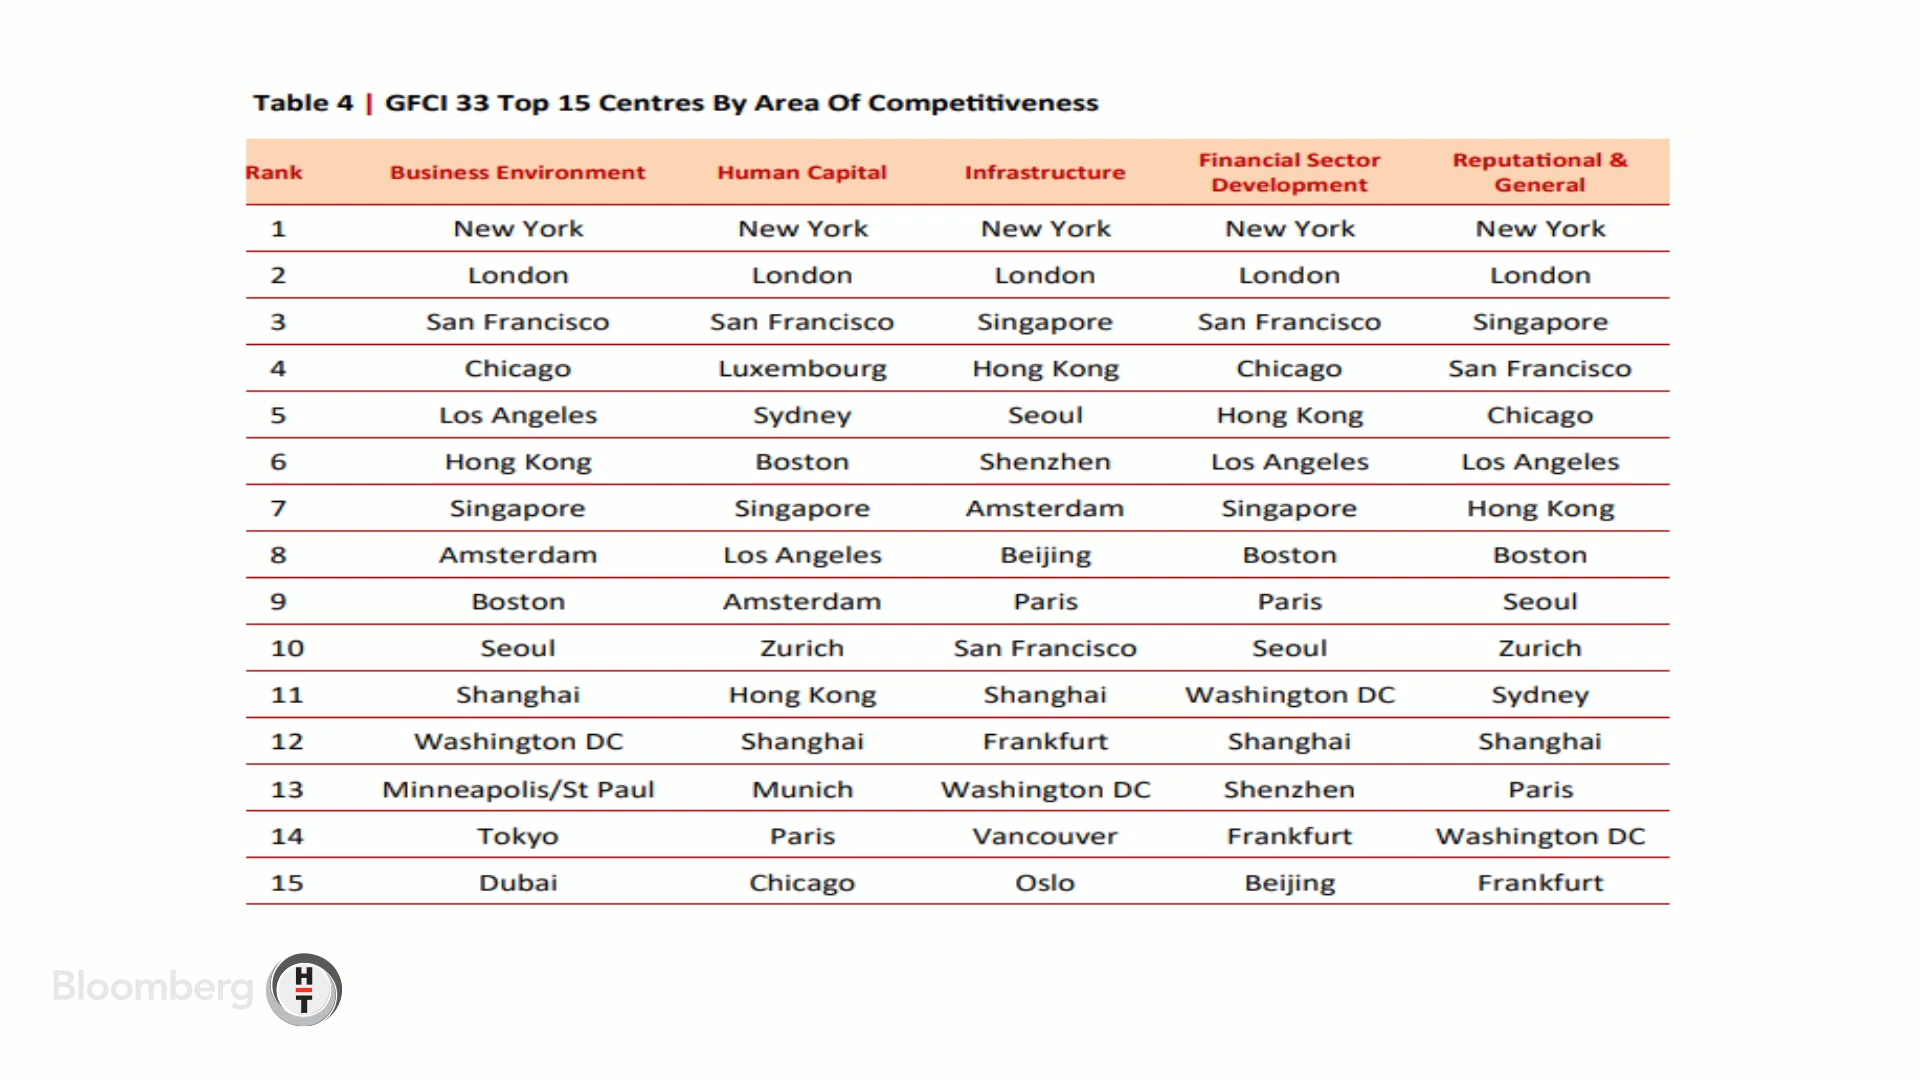 Table 4 | GFCI 33 Top 15 Centres By Area Of Competitiveness
Rank Business Environment Human Capital Infrastructure Financial Sector Development Reputational & General
1 New York New York New York New York New York
2 London London London London London
3 San Francisco San Francisco Singapore San Francisco Singapore
4 Chicago Luxembourg Hong Kong Chicago San Francisco
5 Los Angeles Sydney Seoul Hong Kong Chicago
6 Hong Kong Boston Shenzhen Los Angeles Los Angeles
7 Singapore Singapore Amsterdam Singapore Hong Kong
8 Amsterdam Los Angeles Beijing Boston Boston
9 Boston Amsterdam Paris Paris Seoul
10 Seoul Zurich San Francisco Seoul Zurich
11 Shanghai Hong Kong Shanghai Washington DC Sydney
12 Washington DC Shanghai Frankfurt Shanghai Shanghai
13 Minneapolis/St Paul Munich Washington DC Shenzhen Paris
14 Tokyo Paris Vancouver Frankfurt Washington DC
15 Dubai Chicago Oslo Beijing Frankfurt
Bloomberg HT